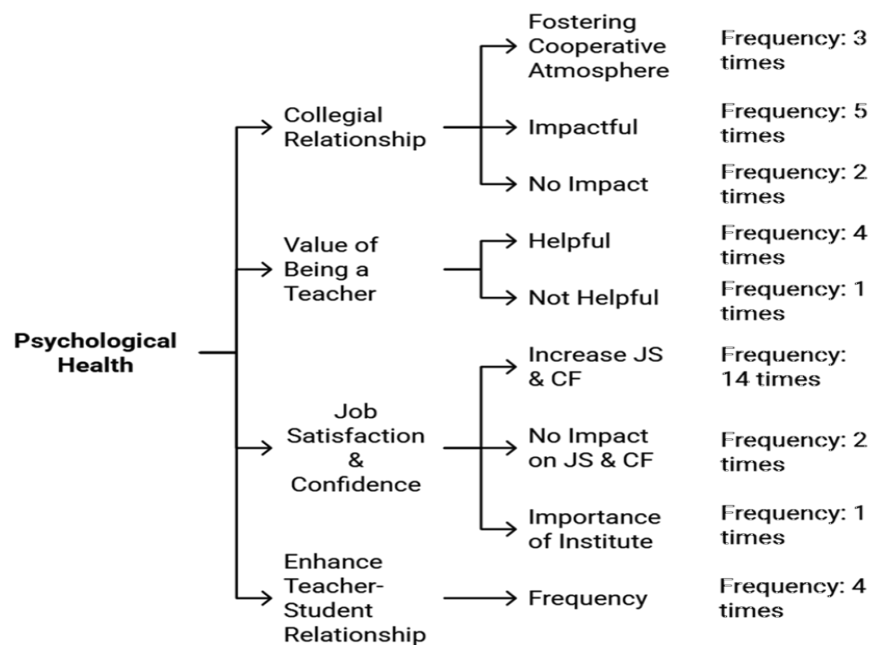 Psychological
Health
Collegial
Relationship
Fostering
Cooperative
Atmosphere
Frequency: 3
times
Impactful
Frequency: 5
times
No Impact
Frequency: 2
times
Value of
Being a
Teacher
Helpful
Frequency: 4
times
Not Helpful
Frequency: 1
times
Job
Satisfaction
&
Confidence
Increase JS
& CF
Frequency:
14 times
No Impact
on JS & CF
Frequency: 2
times
Importance
of Institute
Frequency: 1
times
Enhance
Teacher-
Student
Relationship
Frequency
Frequency: 4
times